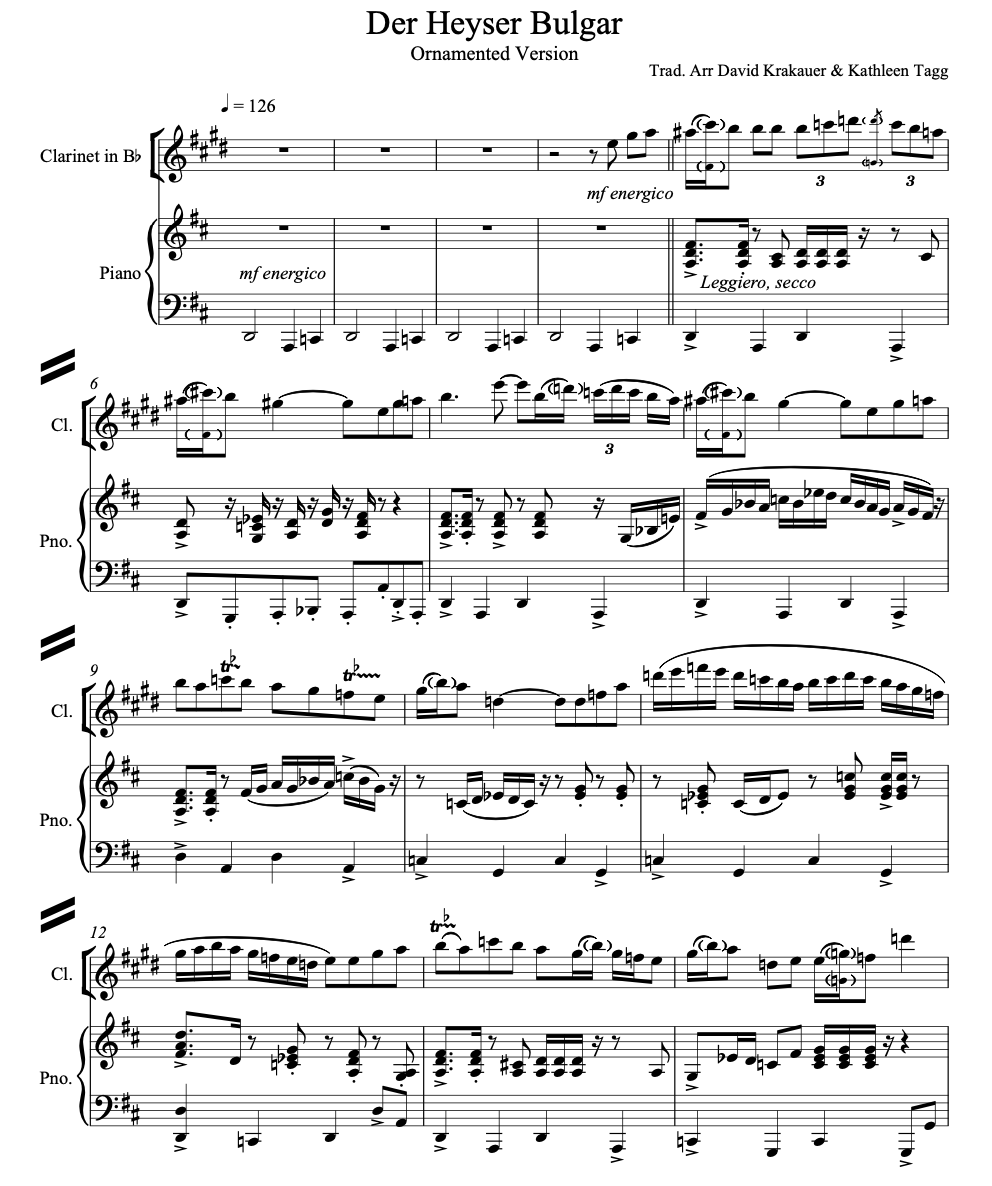 Der Heyser Bulgar
Ornamented Version
Trad. Arr David Krakauer & Kathleen Tagg
♩ = 126
Clarinet in B♭
mf energico
3
3
Piano
mf energico
Leggiero, secco
6
Cl.
3
Pno.
9
tr
tr
Cl.
Pno.
12
tr
Cl.
Pno.